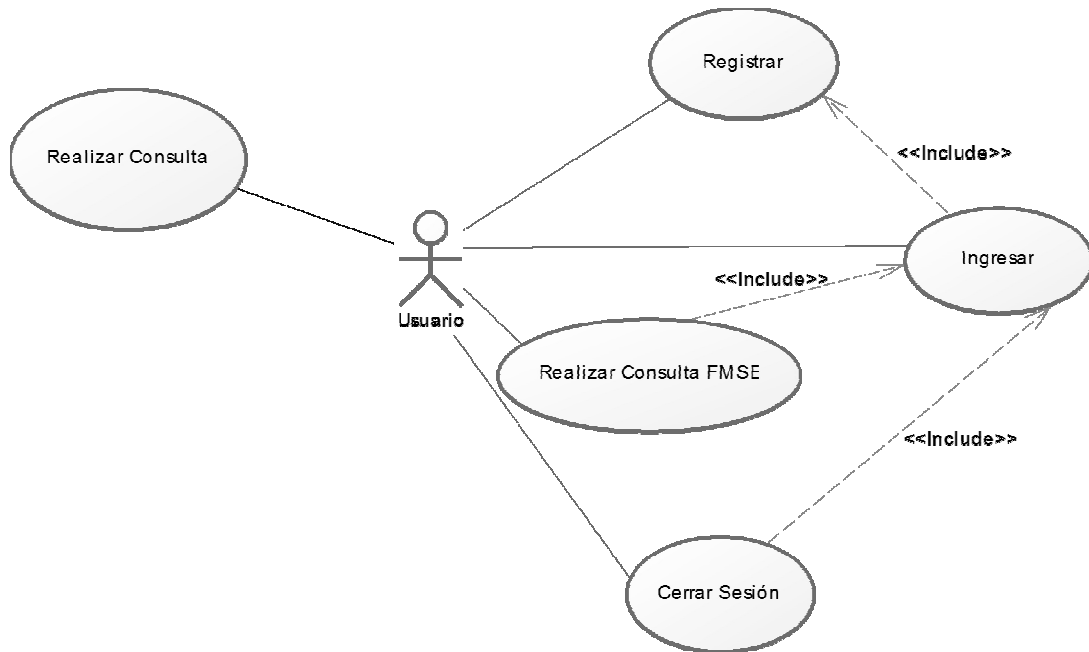 Registrar
Realizar Consulta
<<Include>>
Ingresar
<<Include>>
Usuario
Realizar Consulta FMSE
<<Include>>
Cerrar Sesión